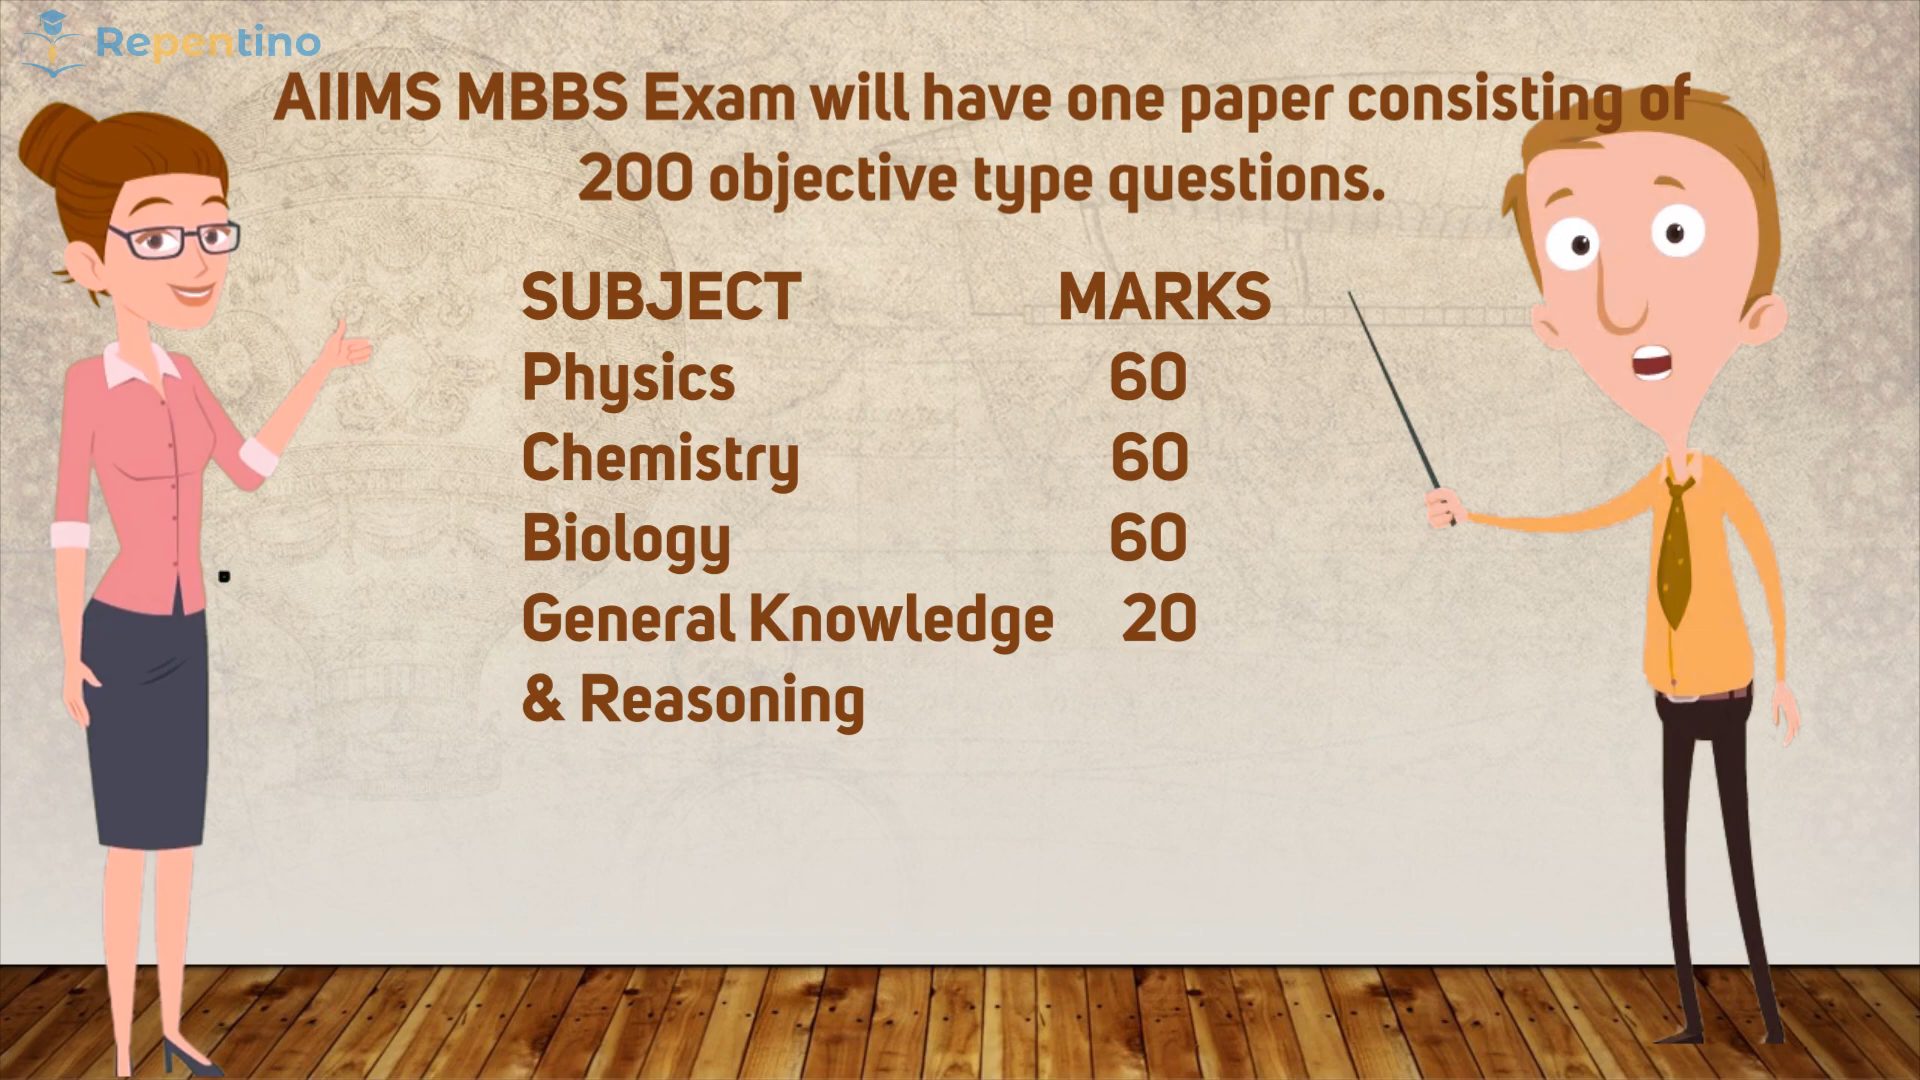 Repentino
AIIMS MBBS Exam will have one paper consisting of
200 objective type questions.
SUBJECT MARKS
Physics 60
Chemistry 60
Biology 60
General Knowledge 20
& Reasoning